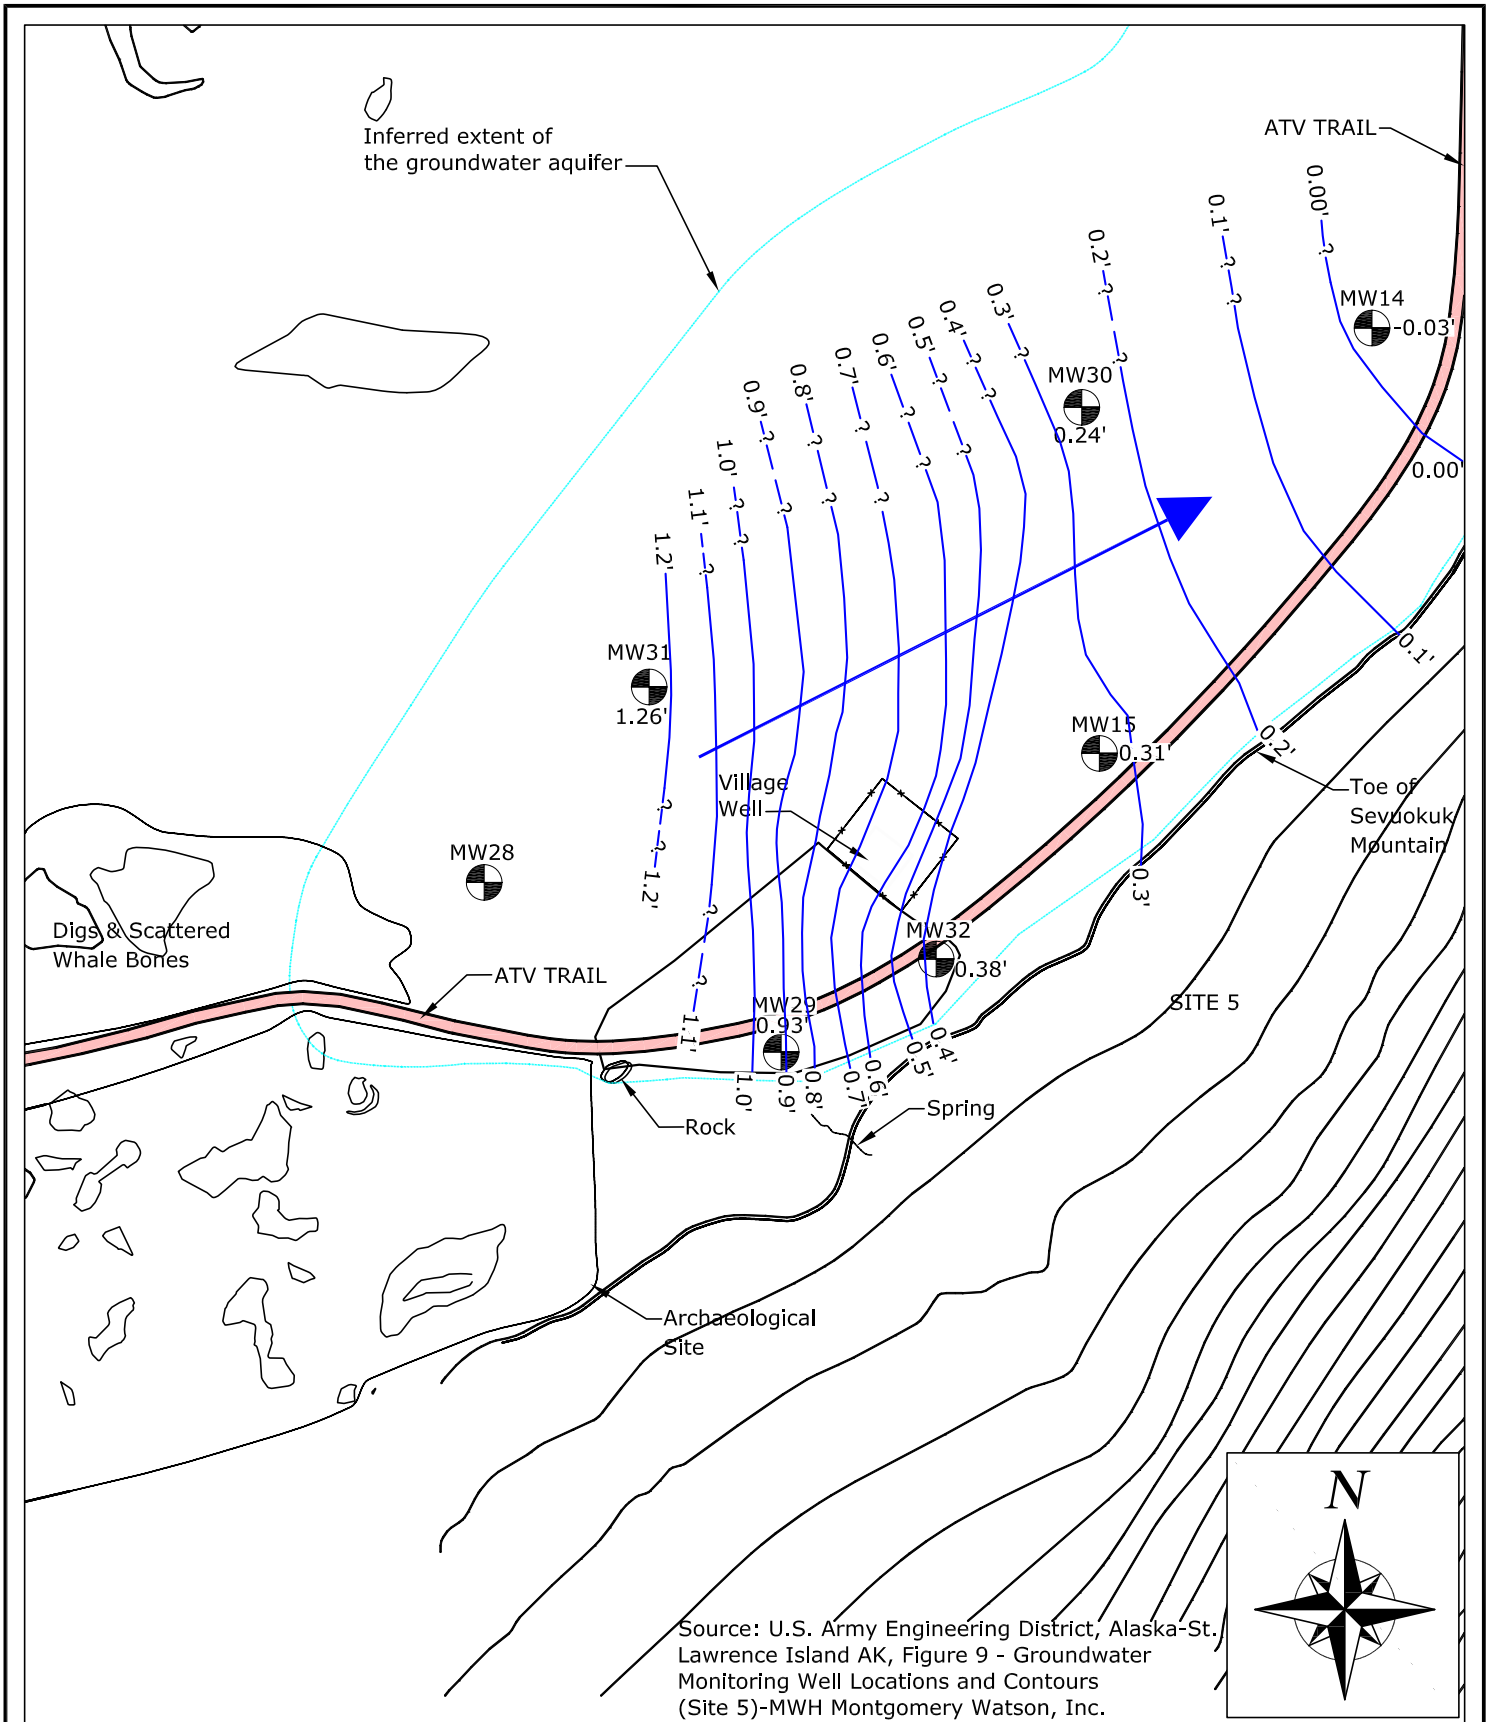 Inferred extent of
the groundwater aquifer
ATV TRAIL
0.00'
0.1'
0.2'
0.3'
0.4'
0.5'
0.6'
0.7'
0.8'
0.9'
1.0'
1.1'
1.2'
MW14
-0.03'
MW30
0.24'
0.00'
MW31
1.26'
0.1'
MW15
0.31'
0.2'
Village
Well
Toe of
Sevuokuk
Mountain
MW28
1.2'
0.3'
Digs & Scattered
Whale Bones
MW32
0.38'
ATV TRAIL
MW29
0.93'
SITE 5
1.1'
1.0'
0.9'
0.8'
0.7'
0.6'
0.5'
0.4'
Spring
Rock
Archaeological
Site
N
Source: U.S. Army Engineering District, Alaska-St.
Lawrence Island AK, Figure 9 - Groundwater
Monitoring Well Locations and Contours
(Site 5)-MWH Montgomery Watson, Inc.